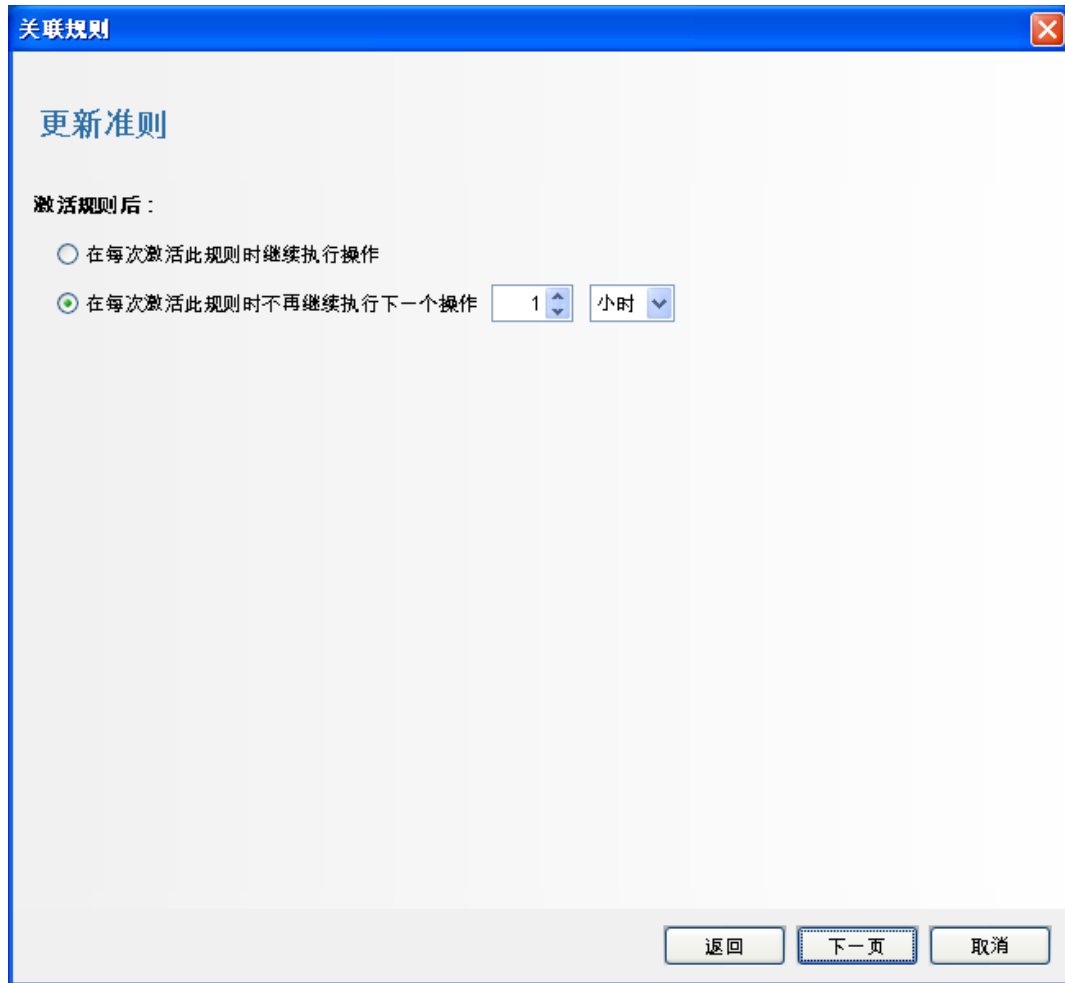 关联规则
更新准则
激活规则后：
在每次激活此规则时继续执行操作
在每次激活此规则时不再继续执行下一个操作 1 小时
返回 下一页 取消